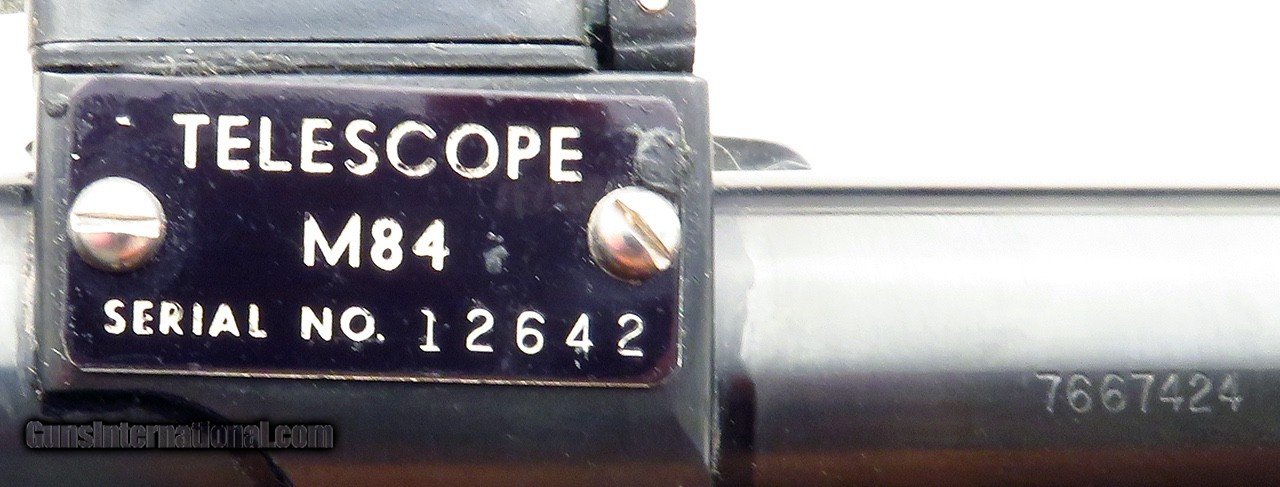 TELESCOPE
M84
SERIAL NO. 12642
7667424
GunsInternational.com